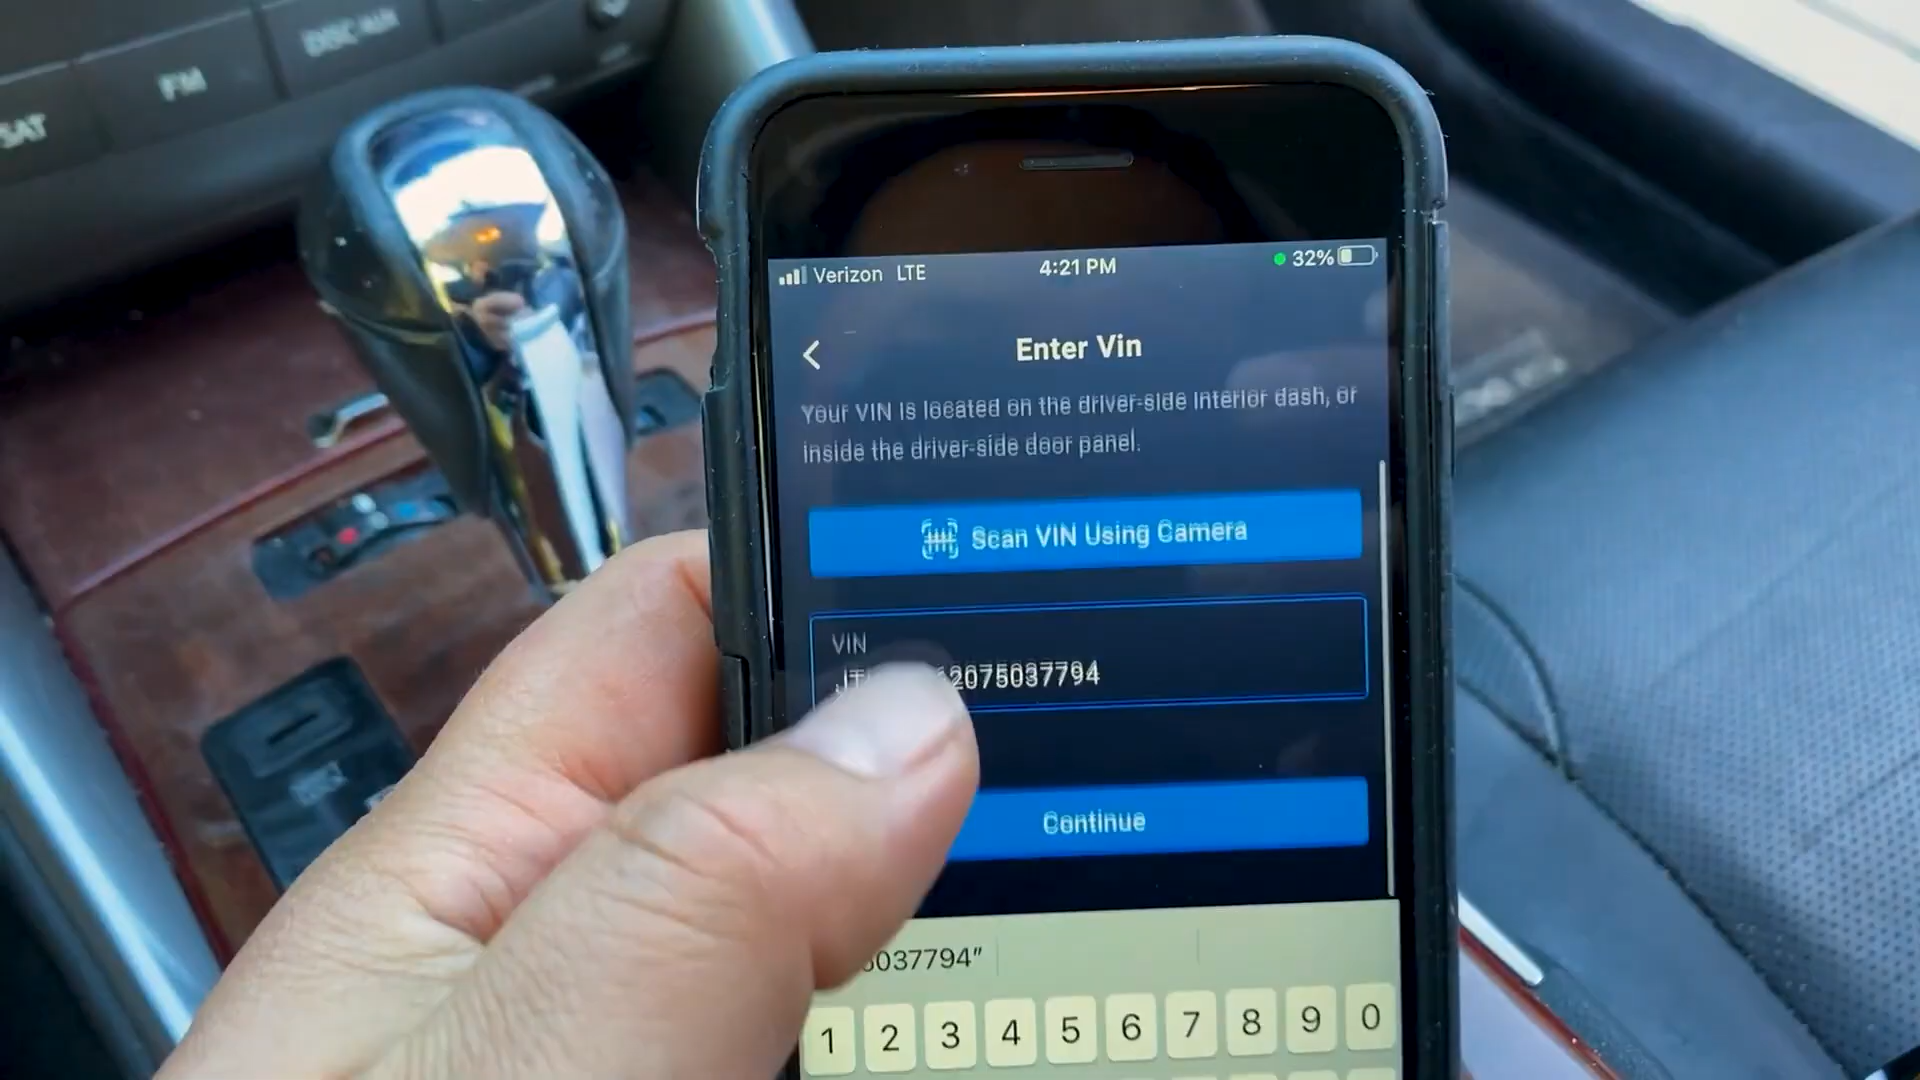 FM
DISC·AUX
SAT
Verizon LTE 4:21 PM 32%
Enter Vin
Your VIN is located on the driver-side interior dash, or
inside the driver-side door panel.
Scan VIN Using Camera
VIN
JT 2075037794
Continue
5037794"
1 2 3 4 5 6 7 8 9 0